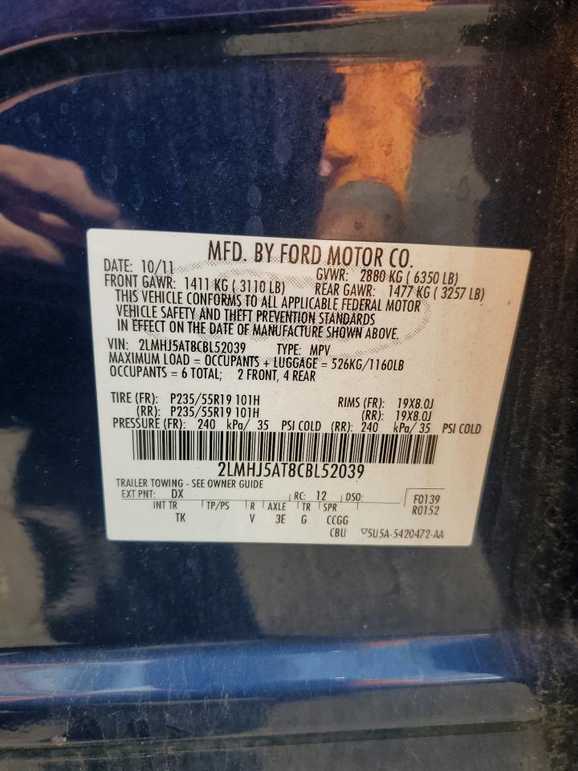 MFD. BY FORD MOTOR CO.
DATE: 10/11 GVWR: 2880 KG ( 6350 LB)
FRONT GAWR: 1411 KG ( 3110 LB) REAR GAWR: 1477 KG ( 3257 LB)
THIS VEHICLE CONFORMS TO ALL APPLICABLE FEDERAL MOTOR
VEHICLE SAFETY AND THEFT PREVENTION STANDARDS
IN EFFECT ON THE DATE OF MANUFACTURE SHOWN ABOVE.
VIN: 2LMHJ5AT8CBL52039 TYPE: MPV
MAXIMUM LOAD = OCCUPANTS + LUGGAGE = 526KG/1160LB
OCCUPANTS = 6 TOTAL; 2 FRONT, 4 REAR
TIRE (FR): P235/55R19 101H RIMS (FR): 19X8.0J
(RR): P235/55R19 101H (RR): 19X8.0J
PRESSURE (FR): 240 kPa/ 35 PSI COLD (RR): 240 kPa/ 35 PSI COLD
2LMHJ5AT8CBL52039
TRAILER TOWING - SEE OWNER GUIDE
EXT PNT: DX RC: 12 DSO: F0139
INT TR TP/PS R AXLE TR SPR R0152
TK V 3E G CCGG
CBU 5U5A-5420472-AA